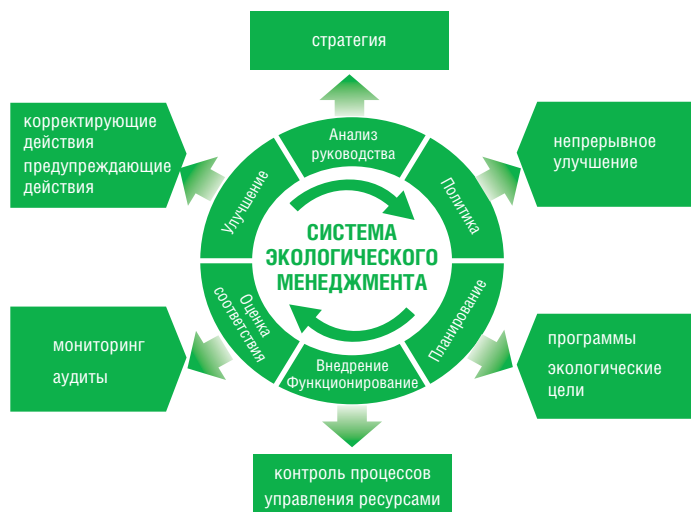 стратегия
корректирующие
действия
предупреждающие
действия
непрерывное
улучшение
Анализ
руководства
Улучшение
Политика
СИСТЕМА
ЭКОЛОГИЧЕСКОГО
МЕНЕДЖМЕНТА
Оценка
соответствия
Планирование
Внедрение
Функционирование
мониторинг
аудиты
программы
экологические
цели
контроль процессов
управления ресурсами